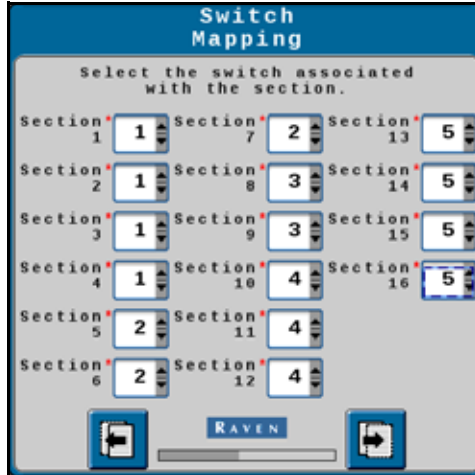 Switch
Mapping
Select the switch associated
with the section.
Section* 1 1 Section* 7 2 Section* 13 5
Section* 2 1 Section* 8 3 Section* 14 5
Section* 3 1 Section* 9 3 Section* 15 5
Section* 4 1 Section* 10 4 Section* 16 5
Section* 5 2 Section* 11 4
Section* 6 2 Section* 12 4
RAVEN